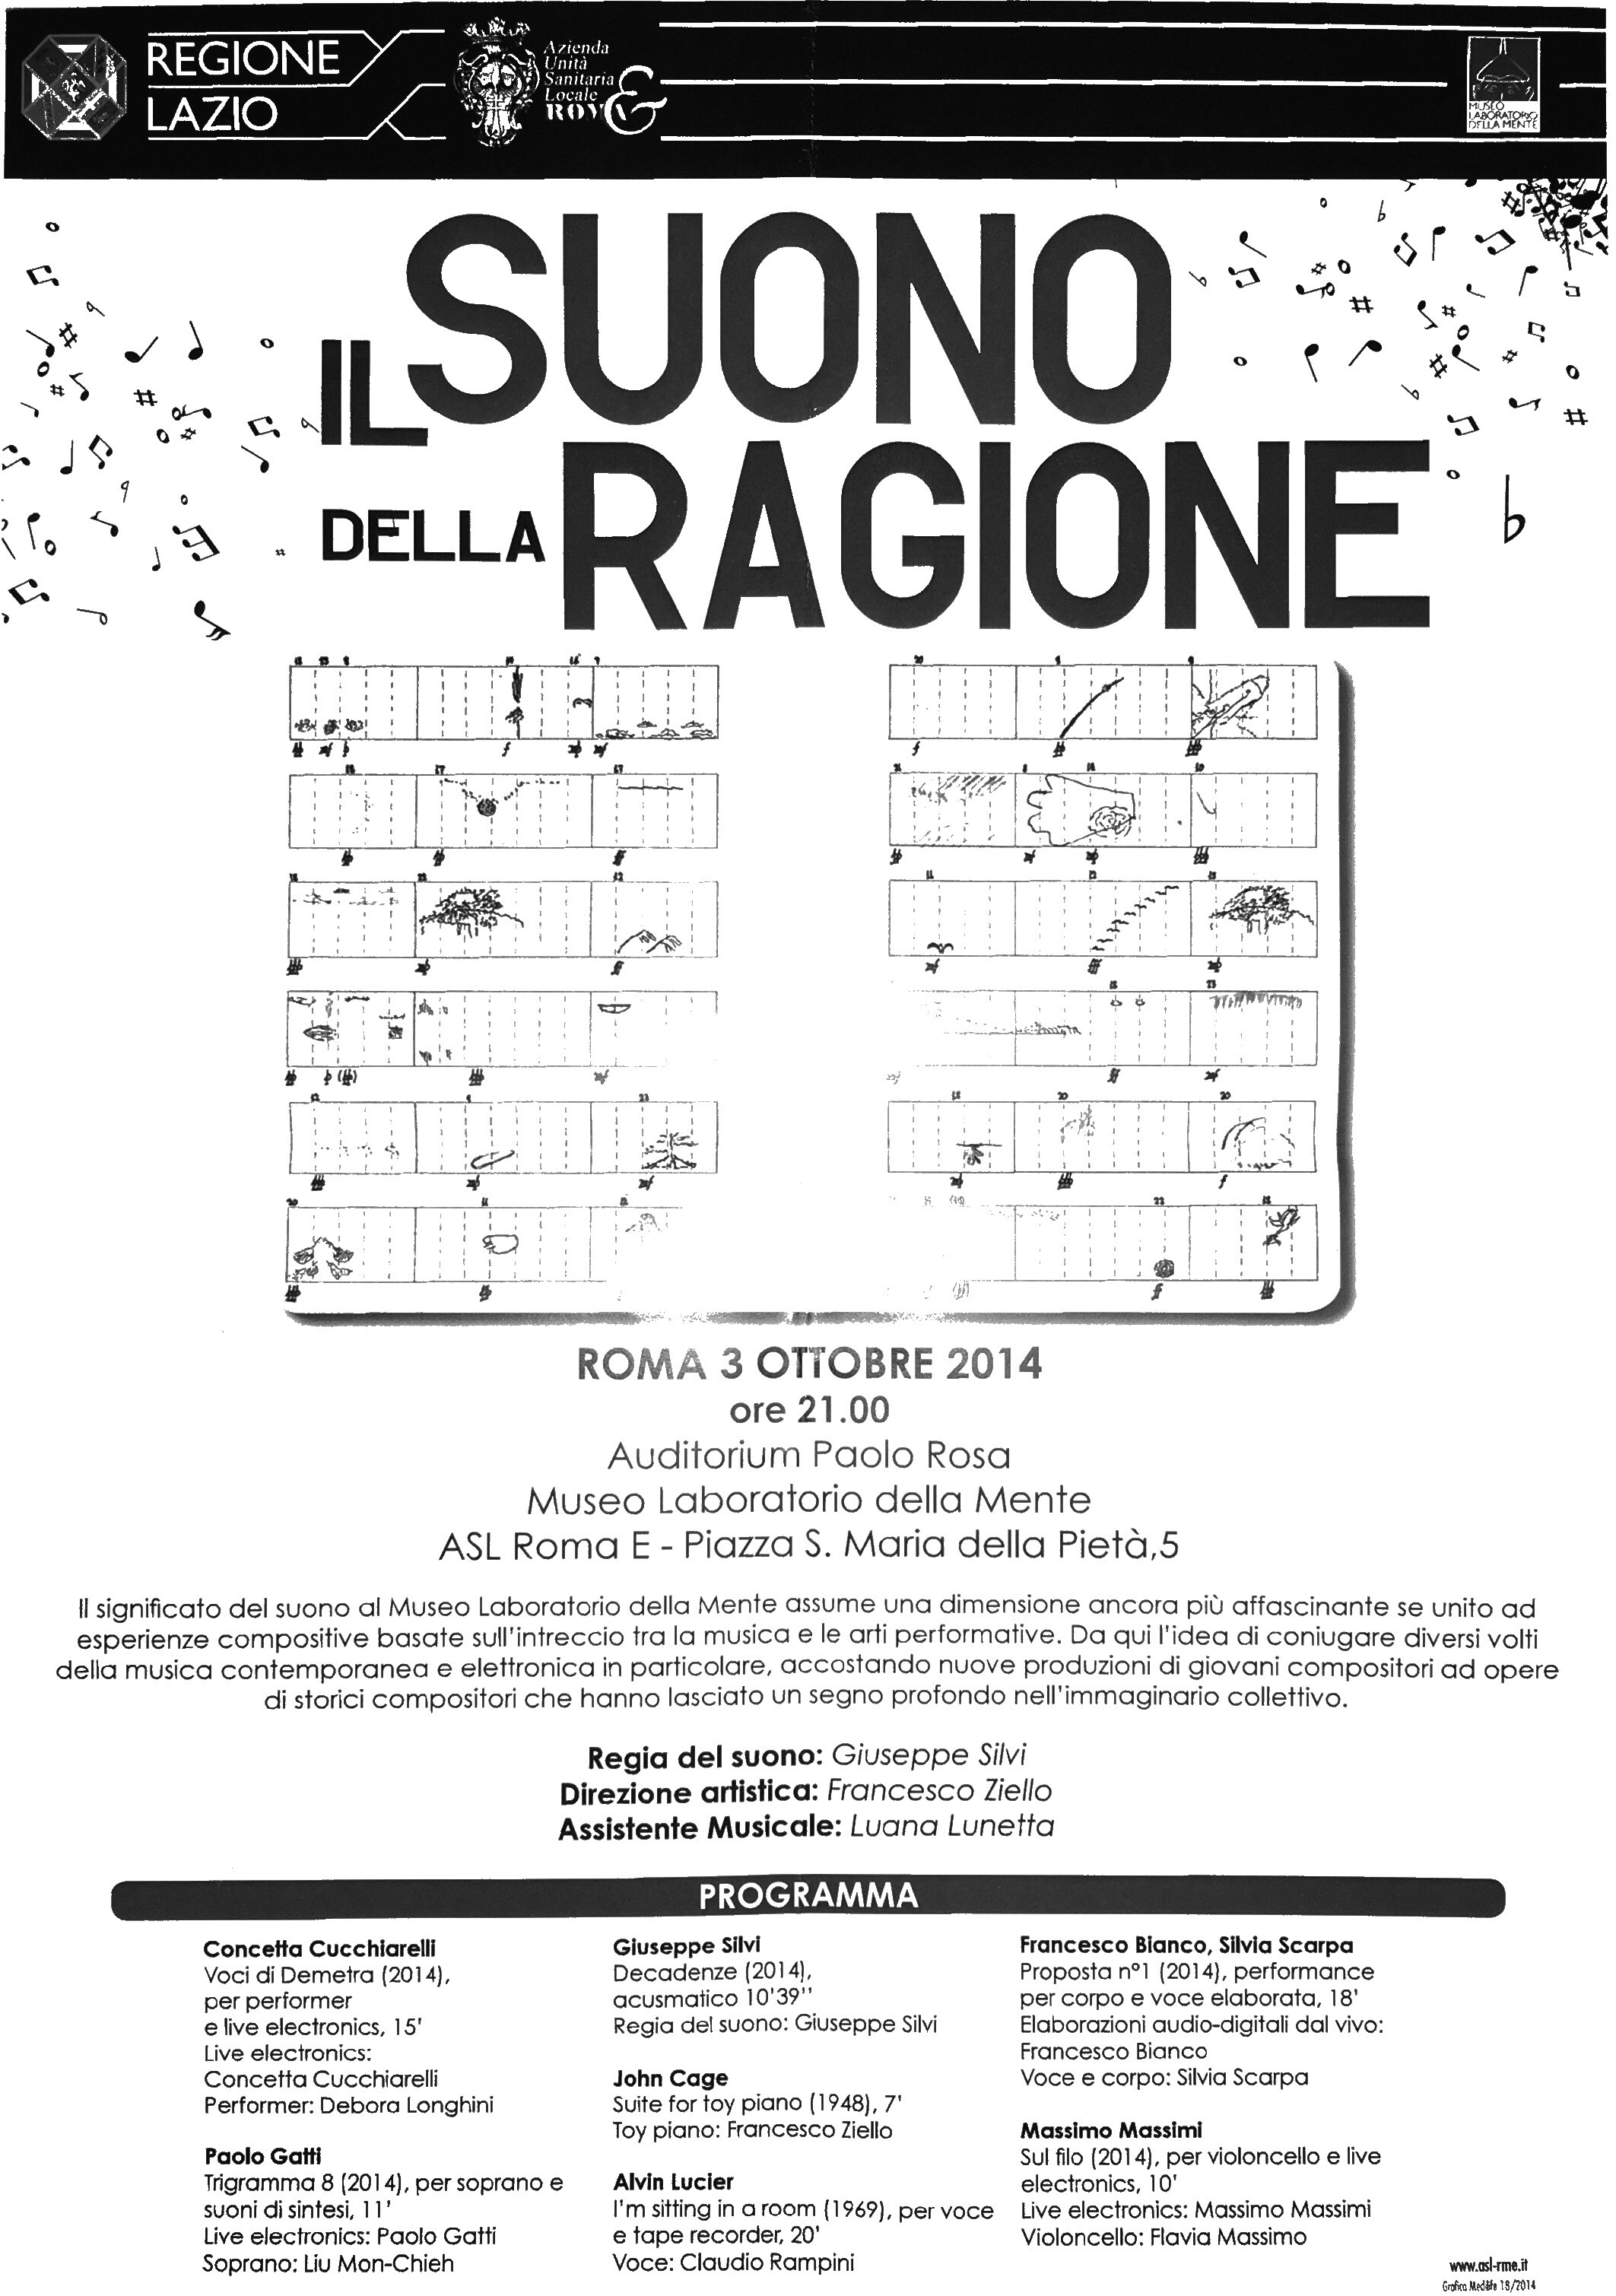 REGIONE
LAZIO
Azienda
Unità
Sanitaria
Locale
ROMA E
MUSEO
LABORATORIO
DELLA MENTE
IL SUONO
DELLA RAGIONE
ROMA 3 OTTOBRE 2014
ore 21.00
Auditorium Paolo Rosa
Museo Laboratorio della Mente
ASL Roma E - Piazza S. Maria della Pietà,5
Il significato del suono al Museo Laboratorio della Mente assume una dimensione ancora più affascinante se unito ad
esperienze compositive basate sull'intreccio tra la musica e le arti performative. Da qui l'idea di coniugare diversi volti
della musica contemporanea e elettronica in particolare, accostando nuove produzioni di giovani compositori ad opere
di storici compositori che hanno lasciato un segno profondo nell'immaginario collettivo.
Regia del suono: Giuseppe Silvi
Direzione artistica: Francesco Ziello
Assistente Musicale: Luana Lunetta
PROGRAMMA
Concetta Cucchiarelli
Voci di Demetra (2014),
per performer
e live electronics, 15'
Live electronics:
Concetta Cucchiarelli
Performer: Debora Longhini
Paolo Gatti
Trigramma 8 (2014), per soprano e
suoni di sintesi, 11'
Live electronics: Paolo Gatti
Soprano: Liu Mon-Chieh
Giuseppe Silvi
Decadenze (2014),
acusmatico 10'39''
Regia del suono: Giuseppe Silvi
John Cage
Suite for toy piano (1948), 7'
Toy piano: Francesco Ziello
Alvin Lucier
I'm sitting in a room (1969), per voce
e tape recorder, 20'
Voce: Claudio Rampini
Francesco Bianco, Silvia Scarpa
Proposta n°1 (2014), performance
per corpo e voce elaborata, 18'
Elaborazioni audio-digitali dal vivo:
Francesco Bianco
Voce e corpo: Silvia Scarpa
Massimo Massimi
Sul filo (2014), per violoncello e live
electronics, 10'
Live electronics: Massimo Massimi
Violoncello: Flavia Massimo
www.asl-rme.it
Grafica Medilife 18/2014